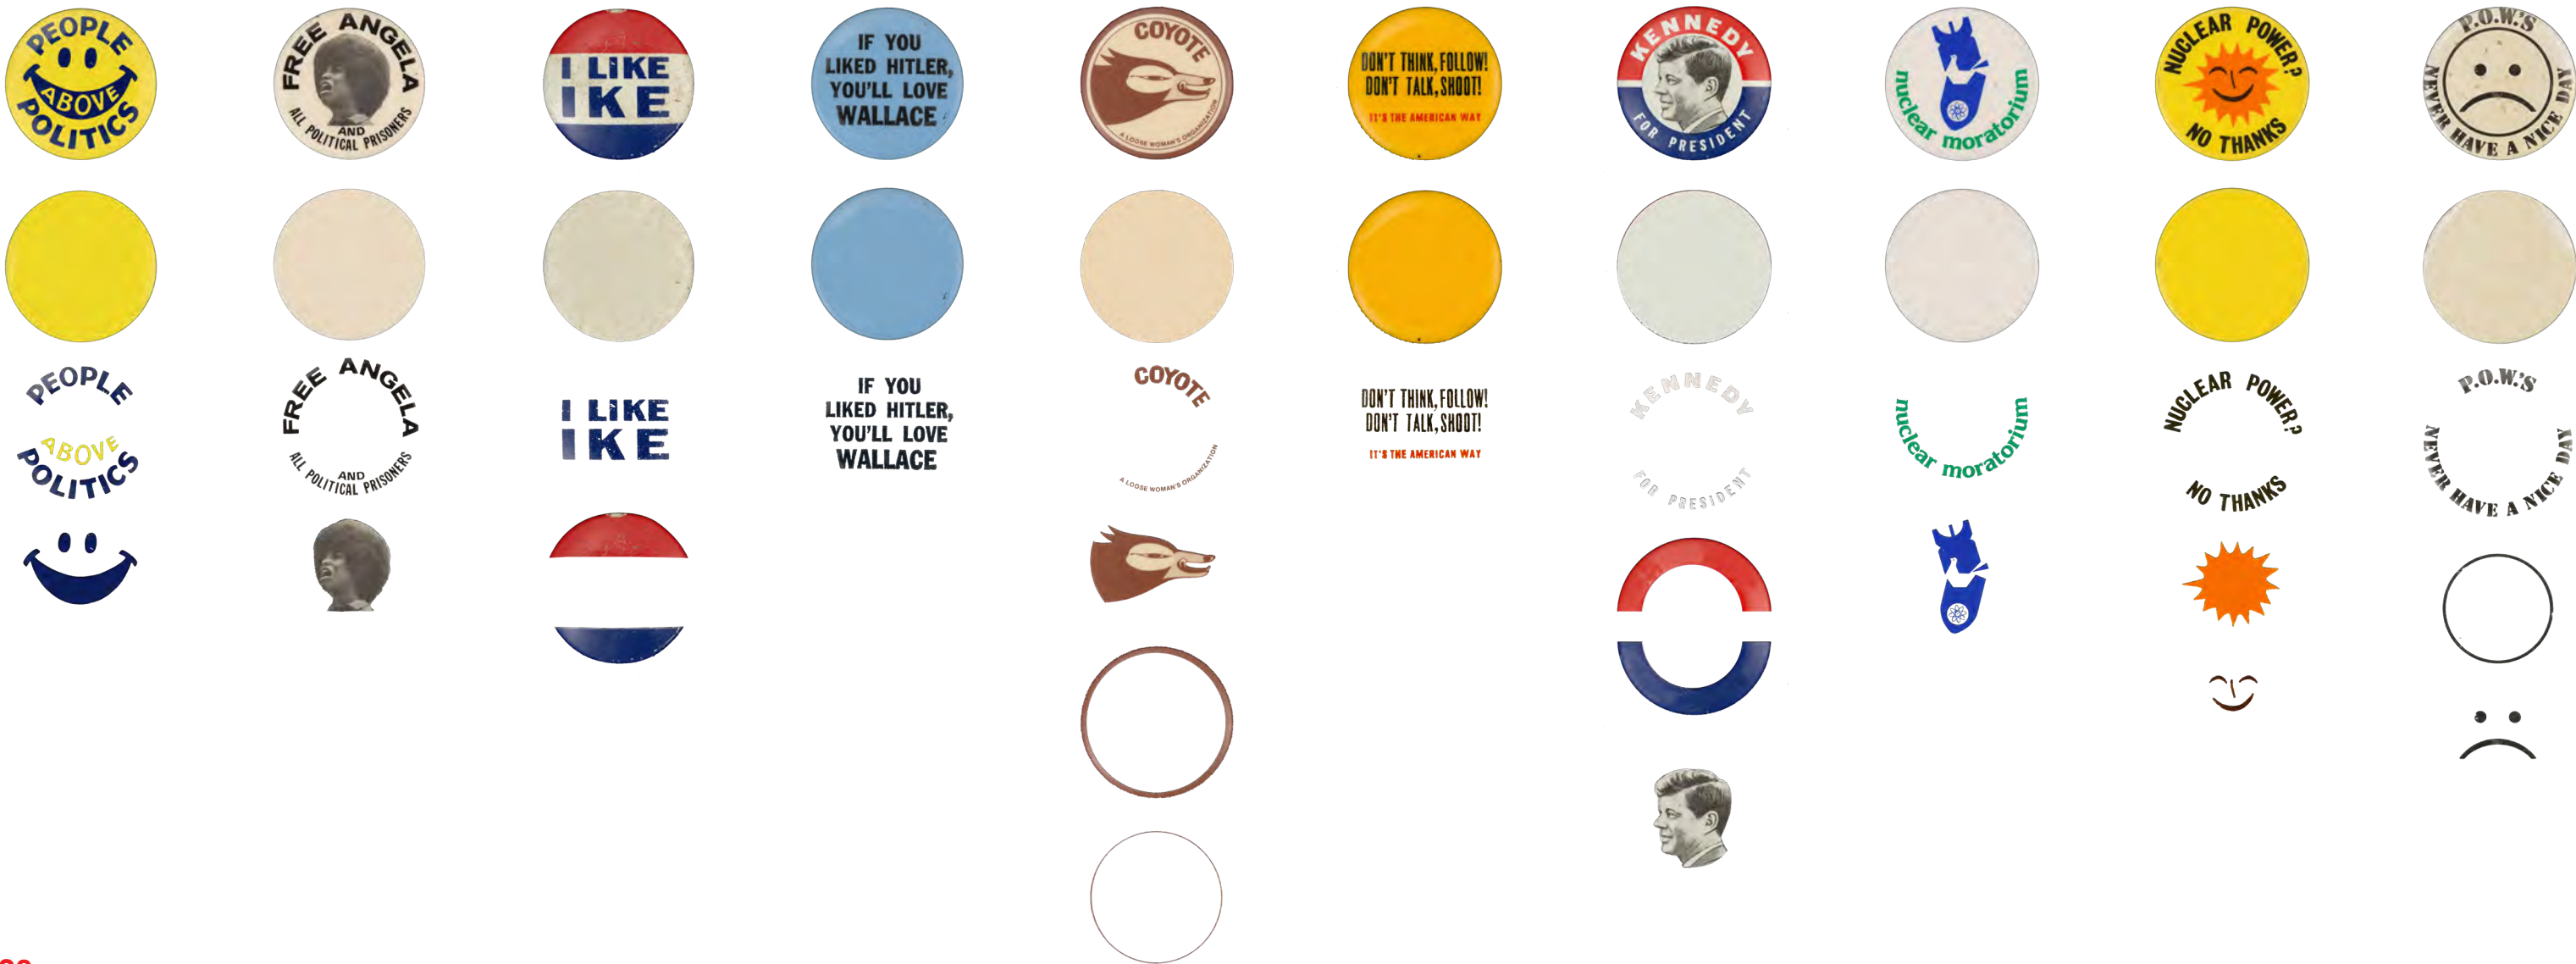 PEOPLE
ABOVE
POLITICS
FREE ANGELA
AND
ALL POLITICAL PRISONERS
I LIKE
IKE
IF YOU
LIKED HITLER,
YOU'LL LOVE
WALLACE
COYOTE
A LOOSE WOMAN'S ORGANIZATION
DON'T THINK, FOLLOW!
DON'T TALK, SHOOT!
IT'S THE AMERICAN WAY
KENNEDY
FOR PRESIDENT
nuclear moratorium
NUCLEAR POWER?
NO THANKS
P.O.W.'S
NEVER HAVE A NICE DAY
PEOPLE
ABOVE
POLITICS
FREE ANGELA
AND
ALL POLITICAL PRISONERS
I LIKE
IKE
IF YOU
LIKED HITLER,
YOU'LL LOVE
WALLACE
COYOTE
A LOOSE WOMAN'S ORGANIZATION
DON'T THINK, FOLLOW!
DON'T TALK, SHOOT!
IT'S THE AMERICAN WAY
KENNEDY
FOR PRESIDENT
nuclear moratorium
NUCLEAR POWER?
NO THANKS
P.O.W.'S
NEVER HAVE A NICE DAY